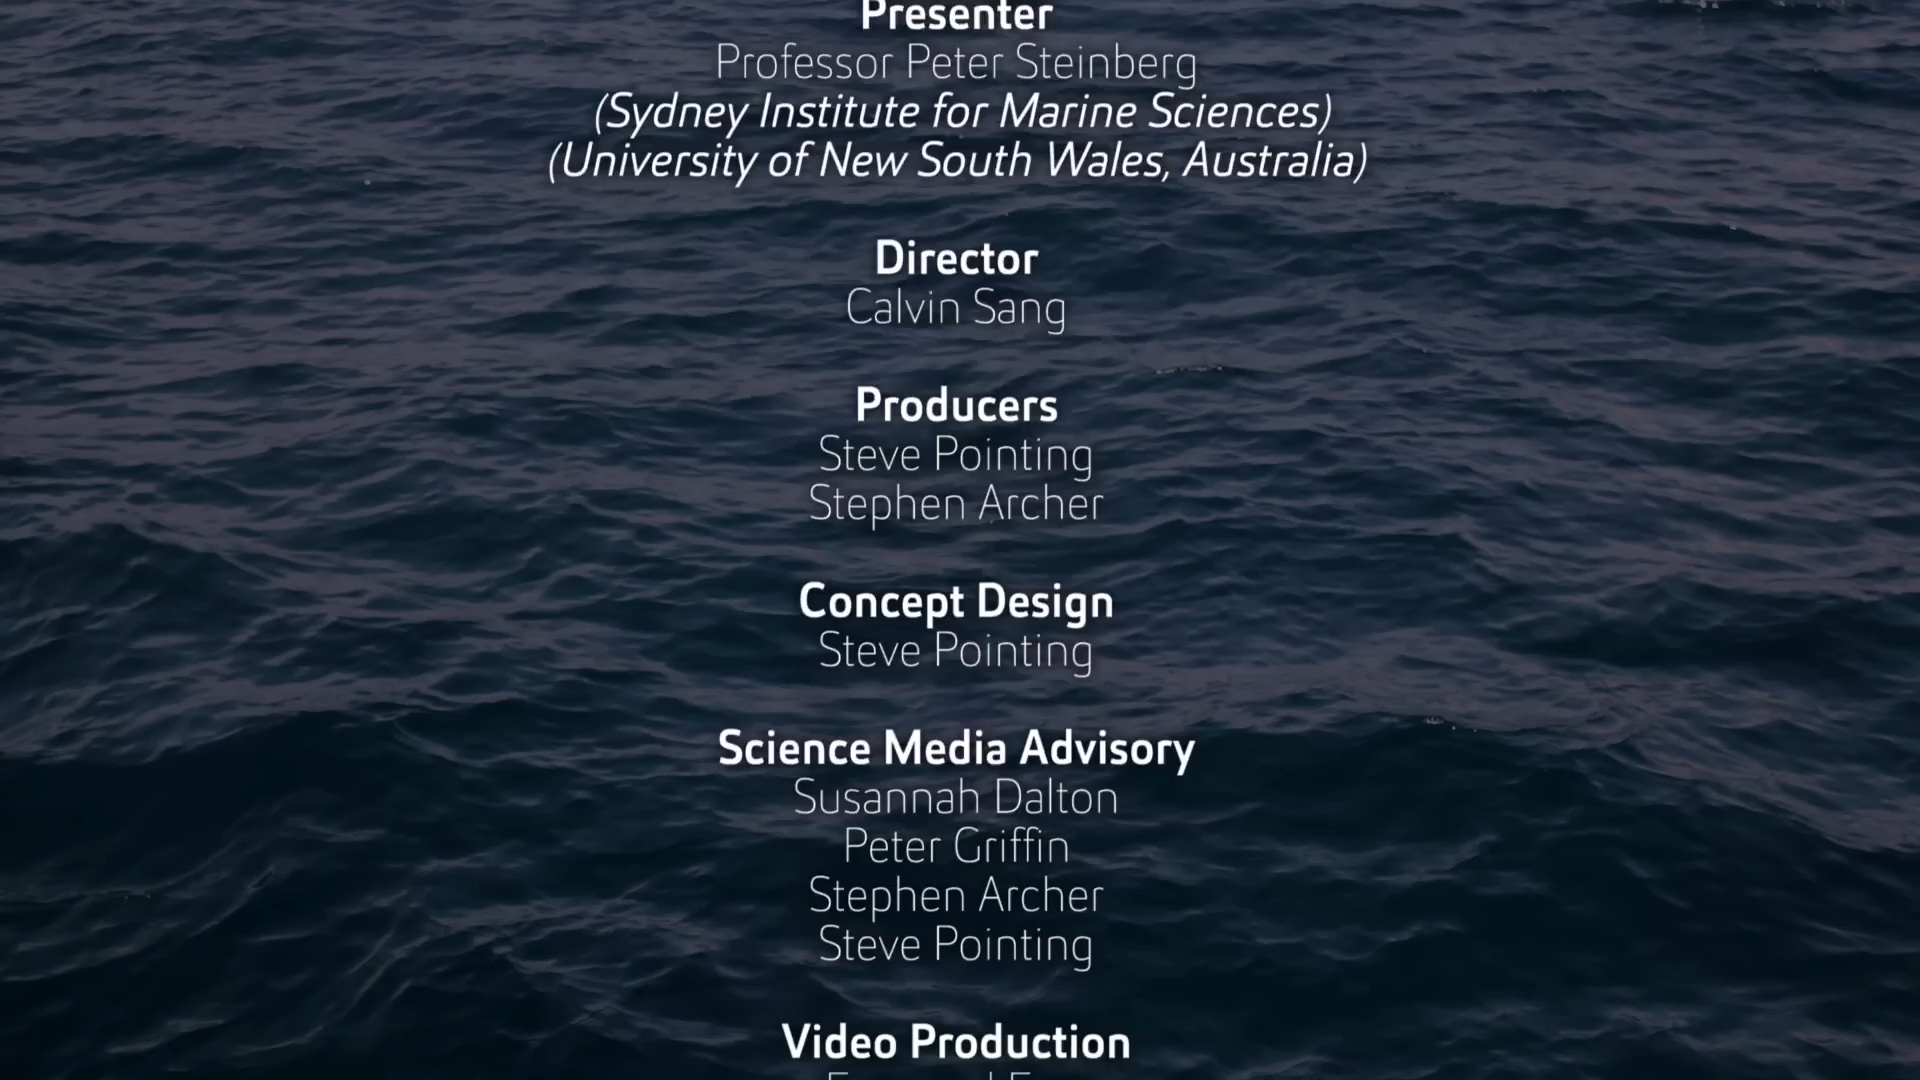 Presenter
Professor Peter Steinberg
(Sydney Institute for Marine Sciences)
(University of New South Wales, Australia)
Director
Calvin Sang
Producers
Steve Pointing
Stephen Archer
Concept Design
Steve Pointing
Science Media Advisory
Susannah Dalton
Peter Griffin
Stephen Archer
Steve Pointing
Video Production